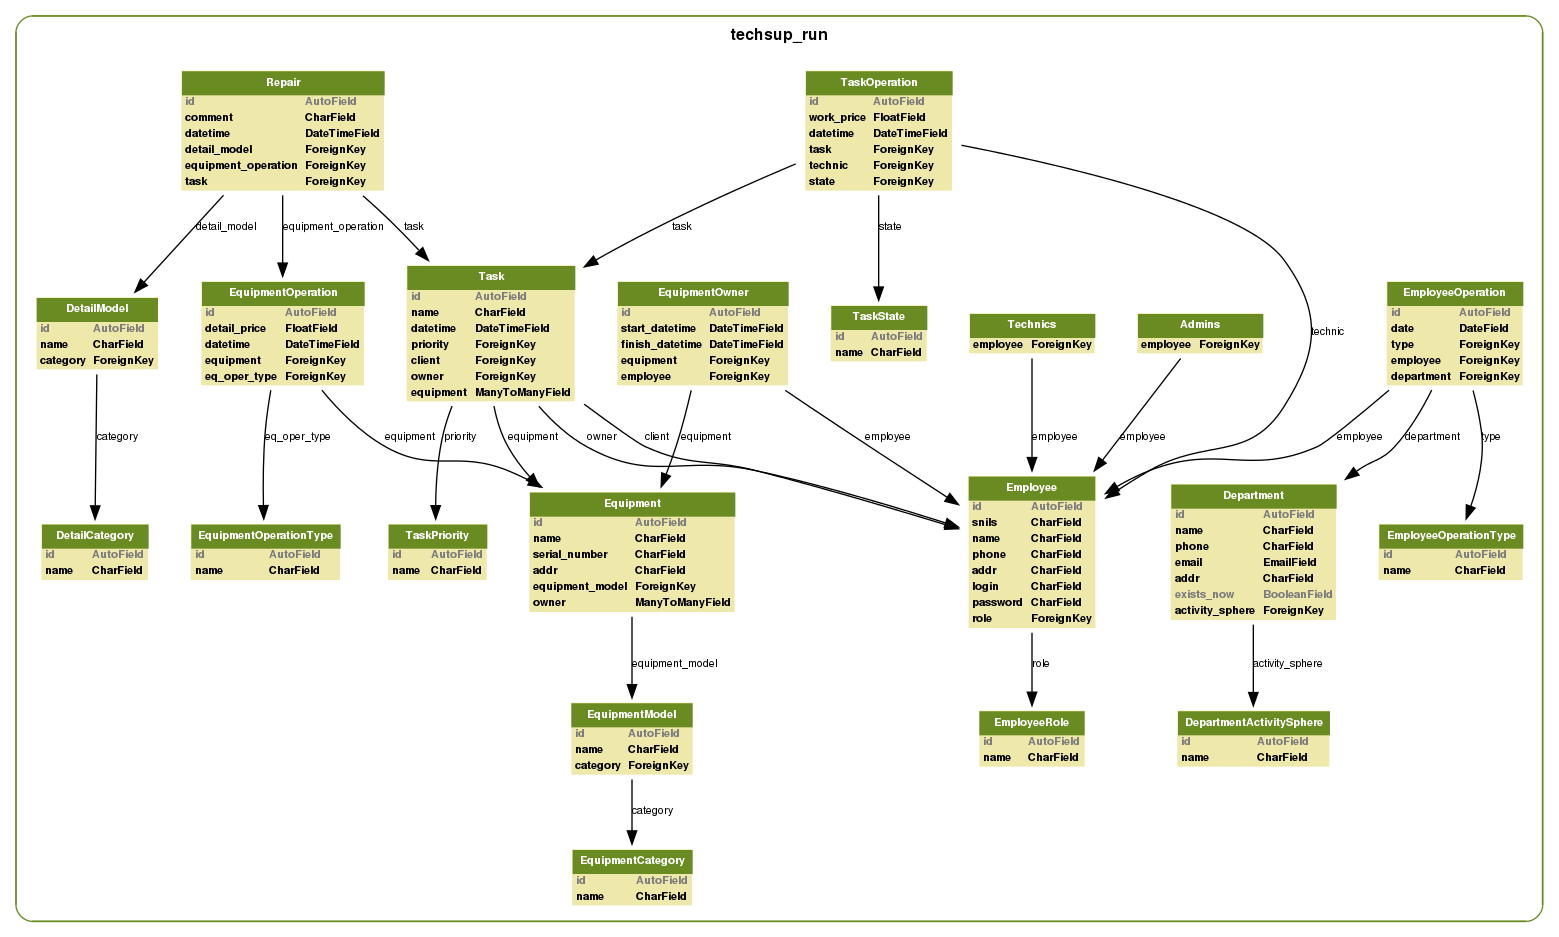 techsup_run
Repair
id AutoField
comment CharField
datetime DateTimeField
detail_model ForeignKey
equipment_operation ForeignKey
task ForeignKey
TaskOperation
id AutoField
work_price FloatField
datetime DateTimeField
task ForeignKey
technic ForeignKey
state ForeignKey
detail_model
equipment_operation
task
task
state
technic
DetailModel
id AutoField
name CharField
category ForeignKey
EquipmentOperation
id AutoField
detail_price FloatField
datetime DateTimeField
equipment ForeignKey
eq_oper_type ForeignKey
Task
id AutoField
name CharField
datetime DateTimeField
priority ForeignKey
client ForeignKey
owner ForeignKey
equipment ManyToManyField
EquipmentOwner
id AutoField
start_datetime DateTimeField
finish_datetime DateTimeField
equipment ForeignKey
employee ForeignKey
TaskState
id AutoField
name CharField
Technics
employee ForeignKey
Admins
employee ForeignKey
EmployeeOperation
id AutoField
date DateField
type ForeignKey
employee ForeignKey
department ForeignKey
category
eq_oper_type
equipment
priority
equipment
owner
client
equipment
employee
employee
employee
employee
department
type
DetailCategory
id AutoField
name CharField
EquipmentOperationType
id AutoField
name CharField
TaskPriority
id AutoField
name CharField
Equipment
id AutoField
name CharField
serial_number CharField
addr CharField
equipment_model ForeignKey
owner ManyToManyField
Employee
id AutoField
snils CharField
name CharField
phone CharField
addr CharField
login CharField
password CharField
role ForeignKey
Department
id AutoField
name CharField
phone CharField
email EmailField
addr CharField
exists_now BooleanField
activity_sphere ForeignKey
EmployeeOperationType
id AutoField
name CharField
equipment_model
role
activity_sphere
EquipmentModel
id AutoField
name CharField
category ForeignKey
EmployeeRole
id AutoField
name CharField
DepartmentActivitySphere
id AutoField
name CharField
category
EquipmentCategory
id AutoField
name CharField